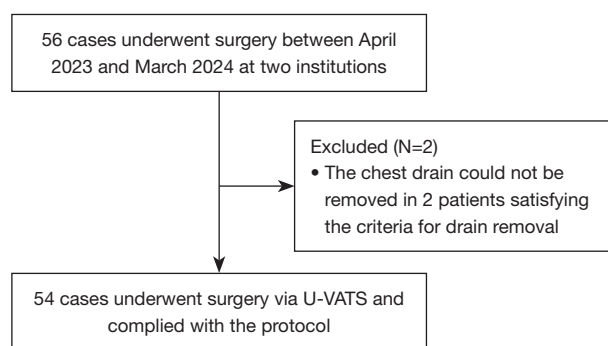 56 cases underwent surgery between April
2023 and March 2024 at two institutions
Excluded (N=2)
• The chest drain could not be
removed in 2 patients satisfying
the criteria for drain removal
54 cases underwent surgery via U-VATS and
complied with the protocol